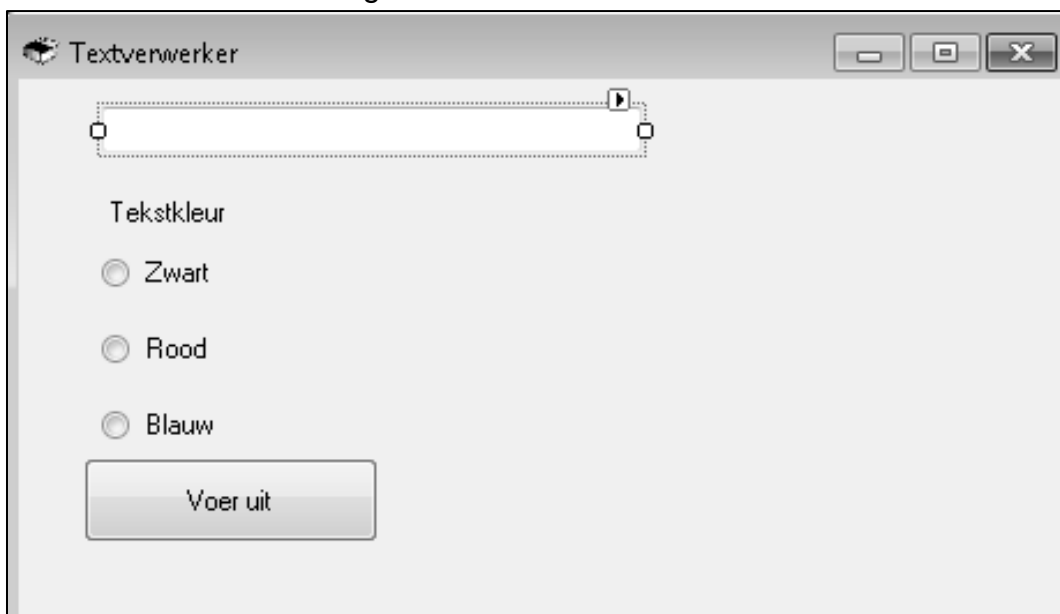 Textverwerker
Tekstkleur
Zwart
Rood
Blauw
Voer uit